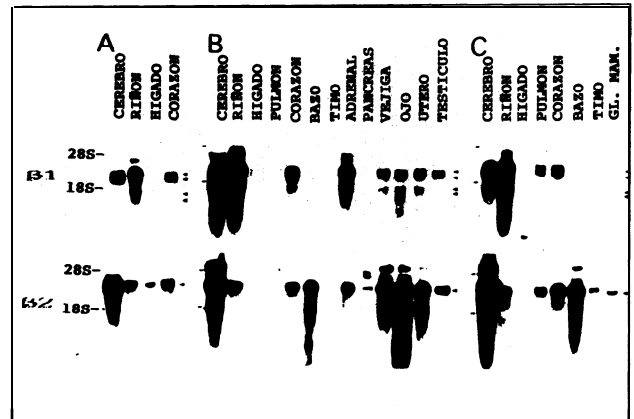 A
B
C
CEREBRO
RIÑON
HIGADO
CORAZON
CEREBRO
RIÑON
HIGADO
PULMON
CORAZON
BAZO
TIMO
ADRENAL
PANCREAS
VEJIGA
OJO
UTERO
TESTICULO
CEREBRO
RIÑON
HIGADO
PULMON
CORAZON
BAZO
TIMO
GL. MAM.
28S-
β1
18S-
28S-
β2
18S-